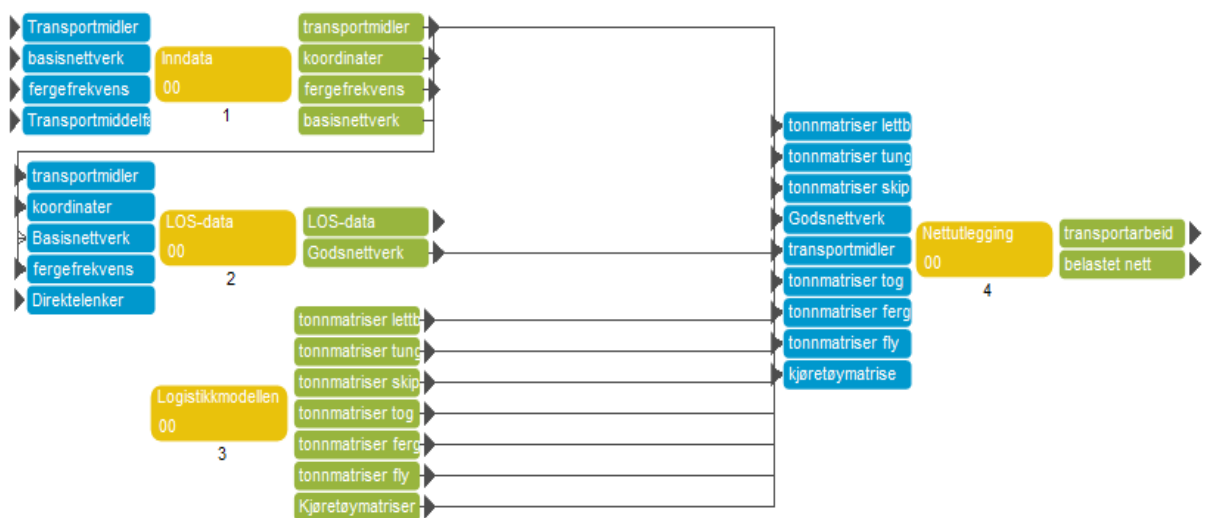 Transportmidler
basisnettverk
fergefrekvens
Transportmiddelfa
Inndata
00
1
transportmidler
koordinater
fergefrekvens
basisnettverk
transportmidler
koordinater
Basisnettverk
fergefrekvens
Direktelenker
LOS-data
00
2
LOS-data
Godsnettverk
Logistikkmodellen
00
3
tonnmatriser lettb
tonnmatriser tung
tonnmatriser skip
tonnmatriser tog
tonnmatriser ferg
tonnmatriser fly
Kjøretøymatriser
tonnmatriser lettb
tonnmatriser tung
tonnmatriser skip
Godsnettverk
transportmidler
tonnmatriser tog
tonnmatriser ferg
tonnmatriser fly
kjøretøymatrise
Nettutlegging
00
4
transportarbeid
belastet nett